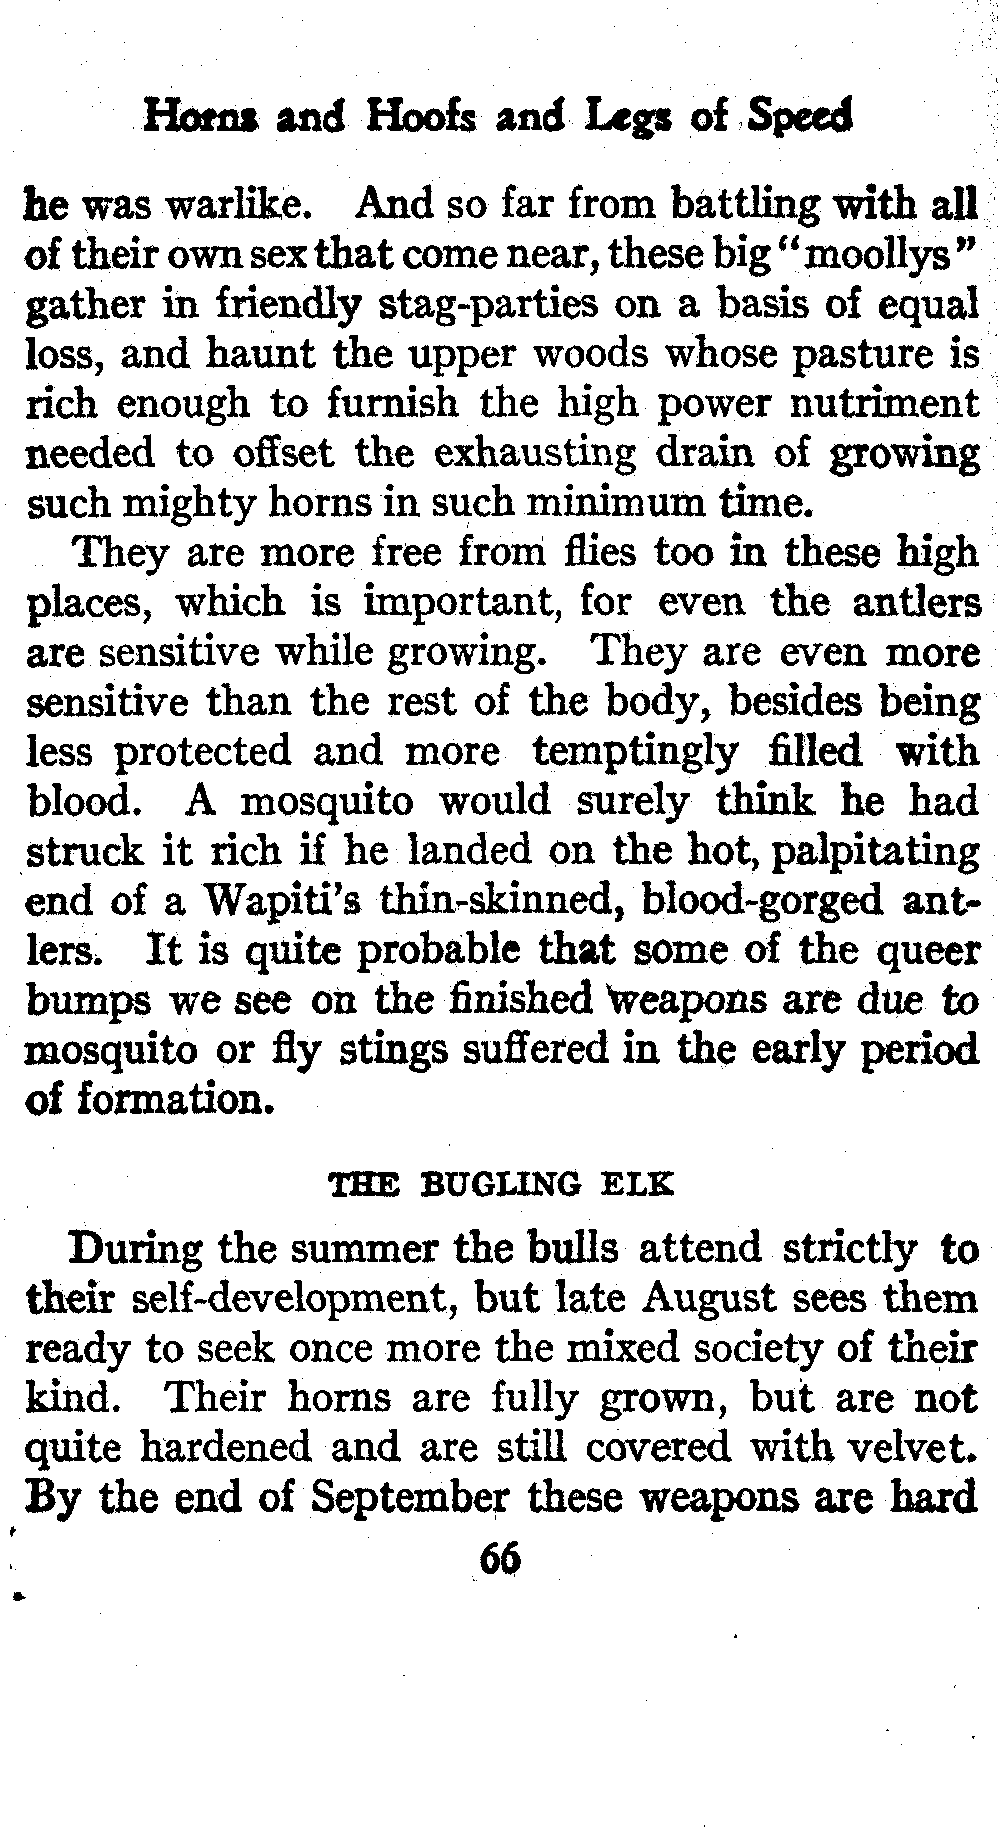 Horns and Hoofs and Legs of Speed
he was warlike. And so far from battling with all
of their own sex that come near, these big "moollys"
gather in friendly stag-parties on a basis of equal
loss, and haunt the upper woods whose pasture is
rich enough to furnish the high power nutriment
needed to offset the exhausting drain of growing
such mighty horns in such minimum time.
They are more free from flies too in these high
places, which is important, for even the antlers
are sensitive while growing. They are even more
sensitive than the rest of the body, besides being
less protected and more temptingly filled with
blood. A mosquito would surely think he had
struck it rich if he landed on the hot, palpitating
end of a Wapiti's thin-skinned, blood-gorged ant-
lers. It is quite probable that some of the queer
bumps we see on the finished weapons are due to
mosquito or fly stings suffered in the early period
of formation.
THE BUGLING ELK
During the summer the bulls attend strictly to
their self-development, but late August sees them
ready to seek once more the mixed society of their
kind. Their horns are fully grown, but are not
quite hardened and are still covered with velvet.
By the end of September these weapons are hard
66